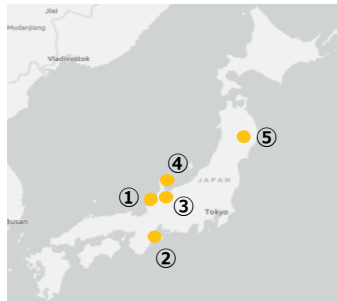 Jixi
Mudanjiang
Vladivostok
⑤
④
JAPAN
①
③
Tokyo
Busan
②